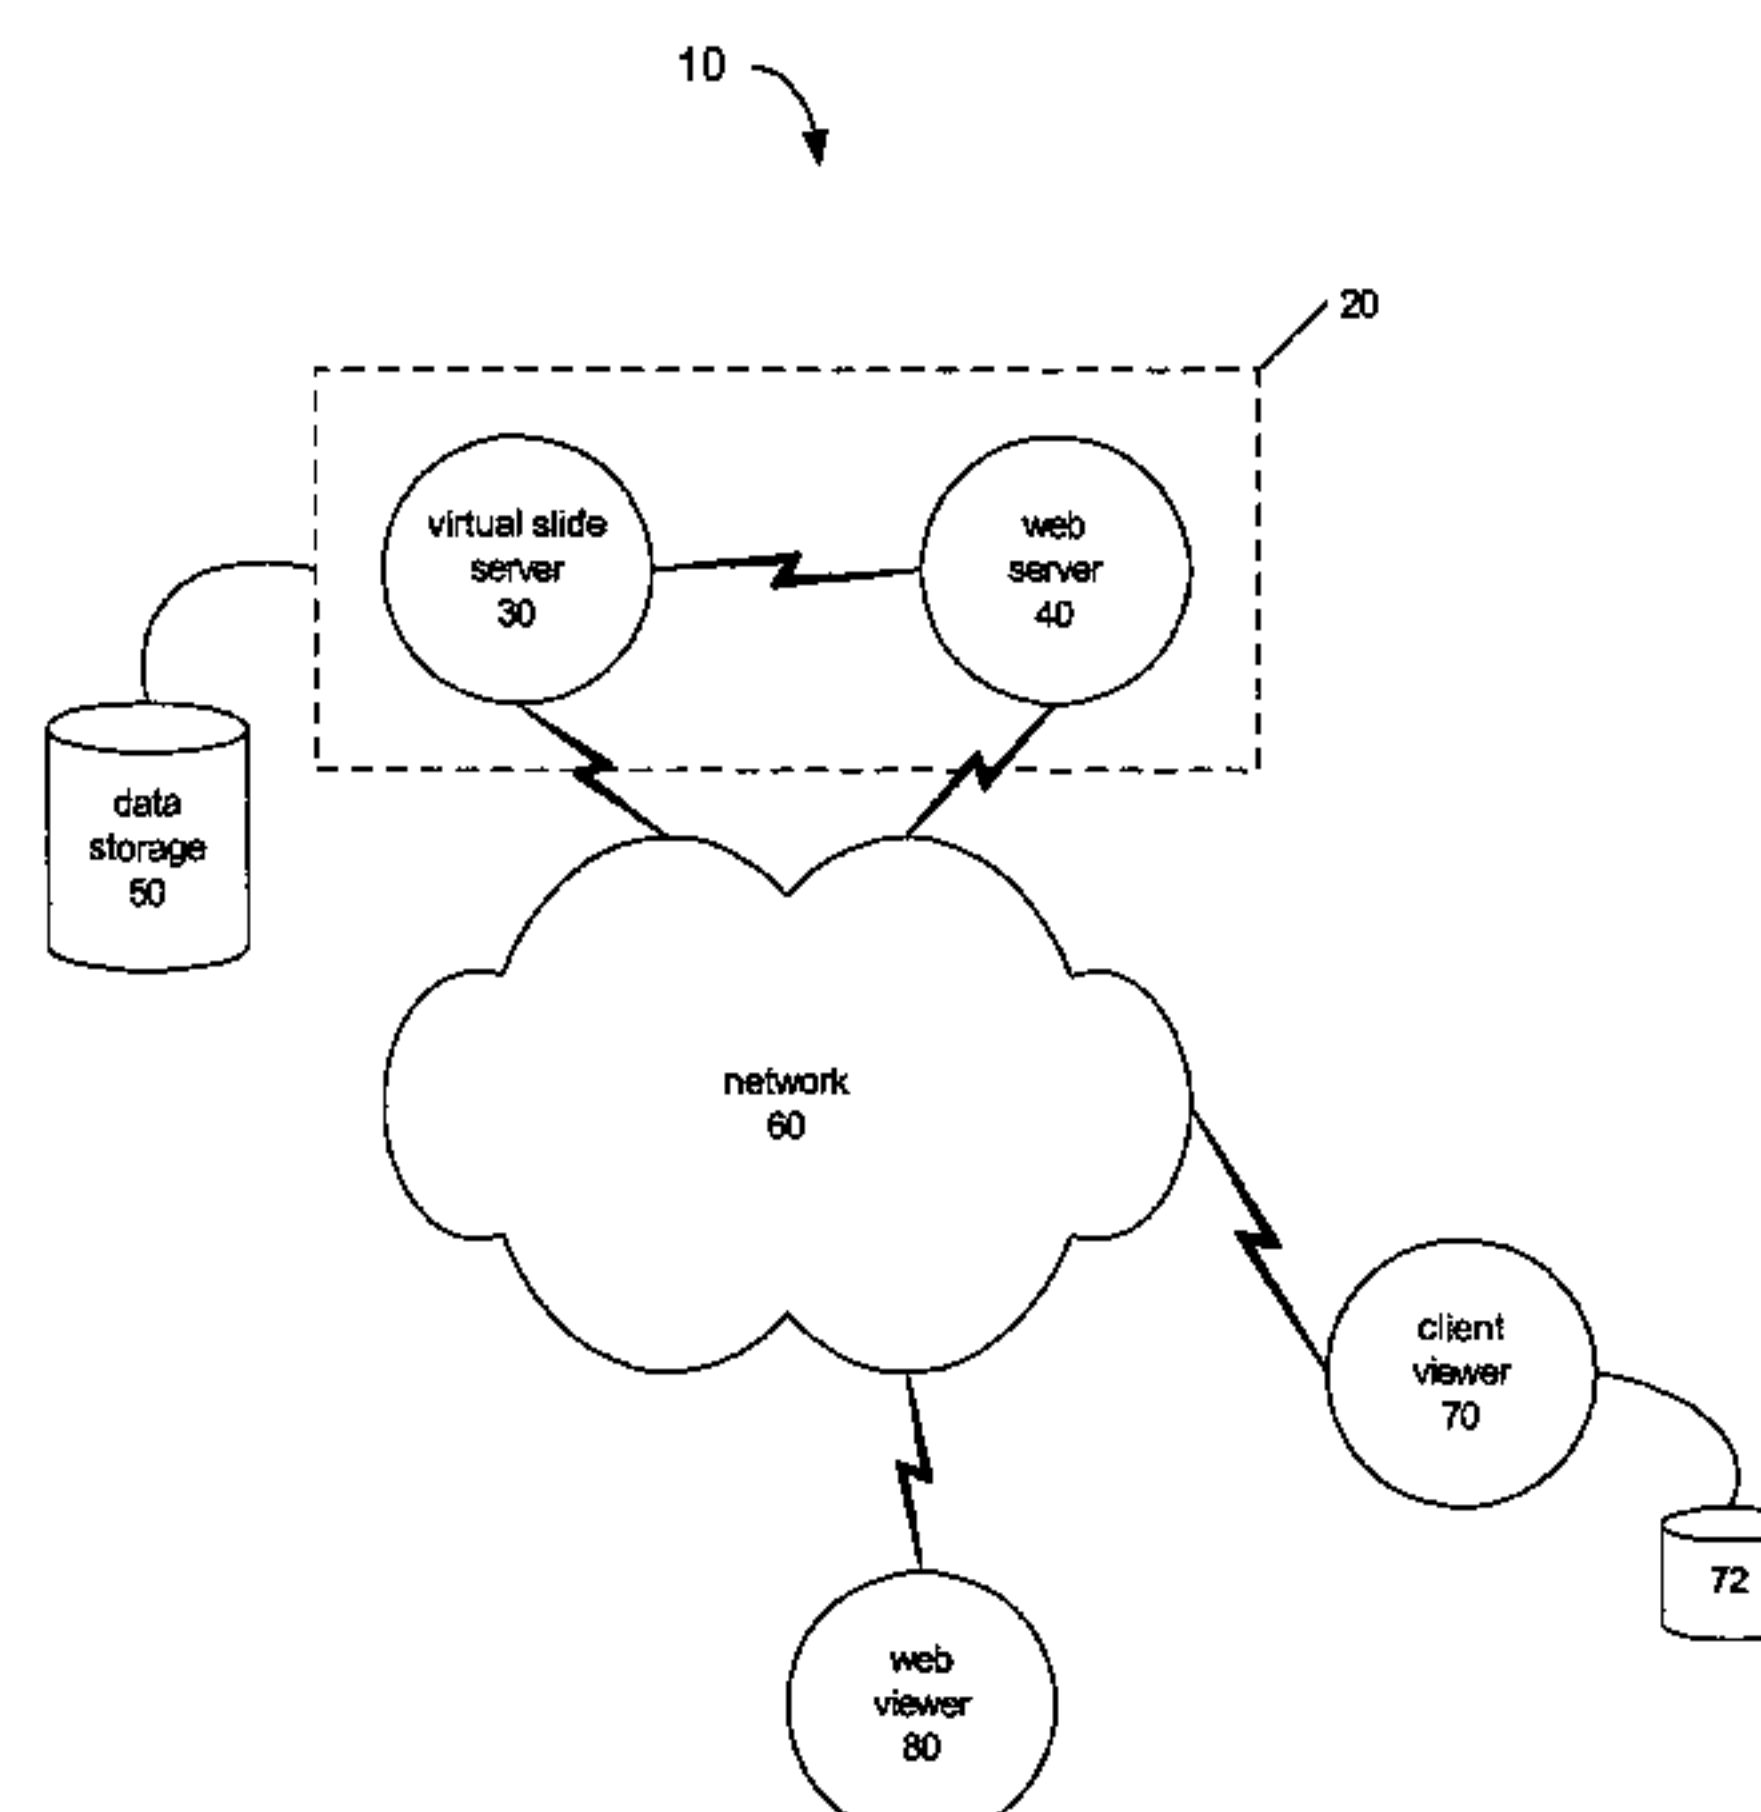 10
20
virtual slide
server
30
web
server
40
data
storage
50
network
60
client
viewer
70
72
web
viewer
80